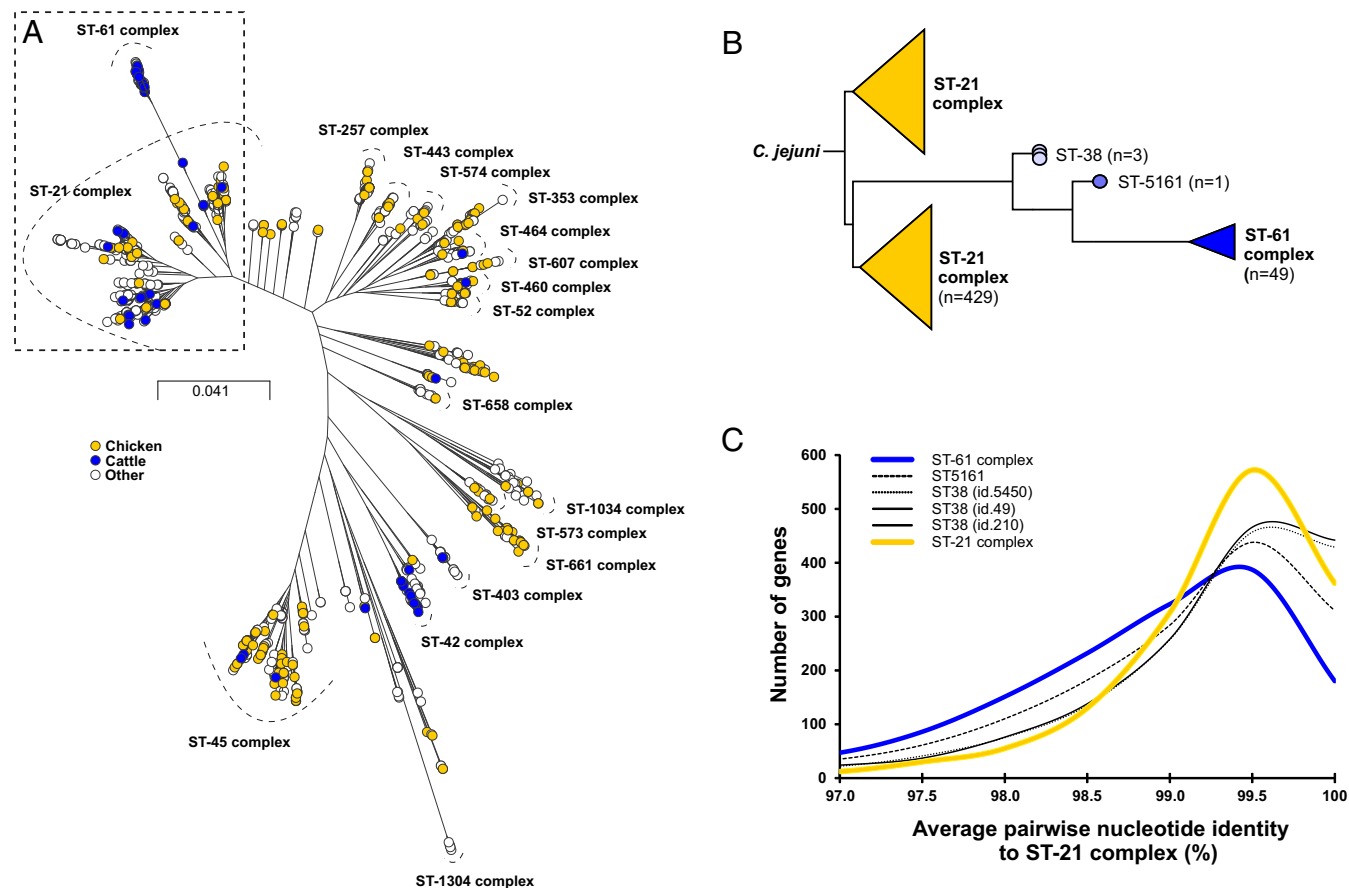 A
ST-61 complex
ST-257 complex
ST-443 complex
ST-574 complex
ST-21 complex
ST-353 complex
ST-464 complex
ST-607 complex
ST-460 complex
ST-52 complex
0.041
ST-658 complex
Chicken
Cattle
Other
ST-1034 complex
ST-573 complex
ST-661 complex
ST-403 complex
ST-42 complex
ST-45 complex
ST-1304 complex
B
ST-21
complex
C. jejuni
ST-38 (n=3)
ST-5161 (n=1)
ST-21
complex
(n=429)
ST-61
complex
(n=49)
C
600
500
400
300
200
100
0
Number of genes
ST-61 complex
ST5161
ST38 (id.5450)
ST38 (id.49)
ST38 (id.210)
ST-21 complex
97.0 97.5 98.0 98.5 99.0 99.5 100
Average pairwise nucleotide identity
to ST-21 complex (%)